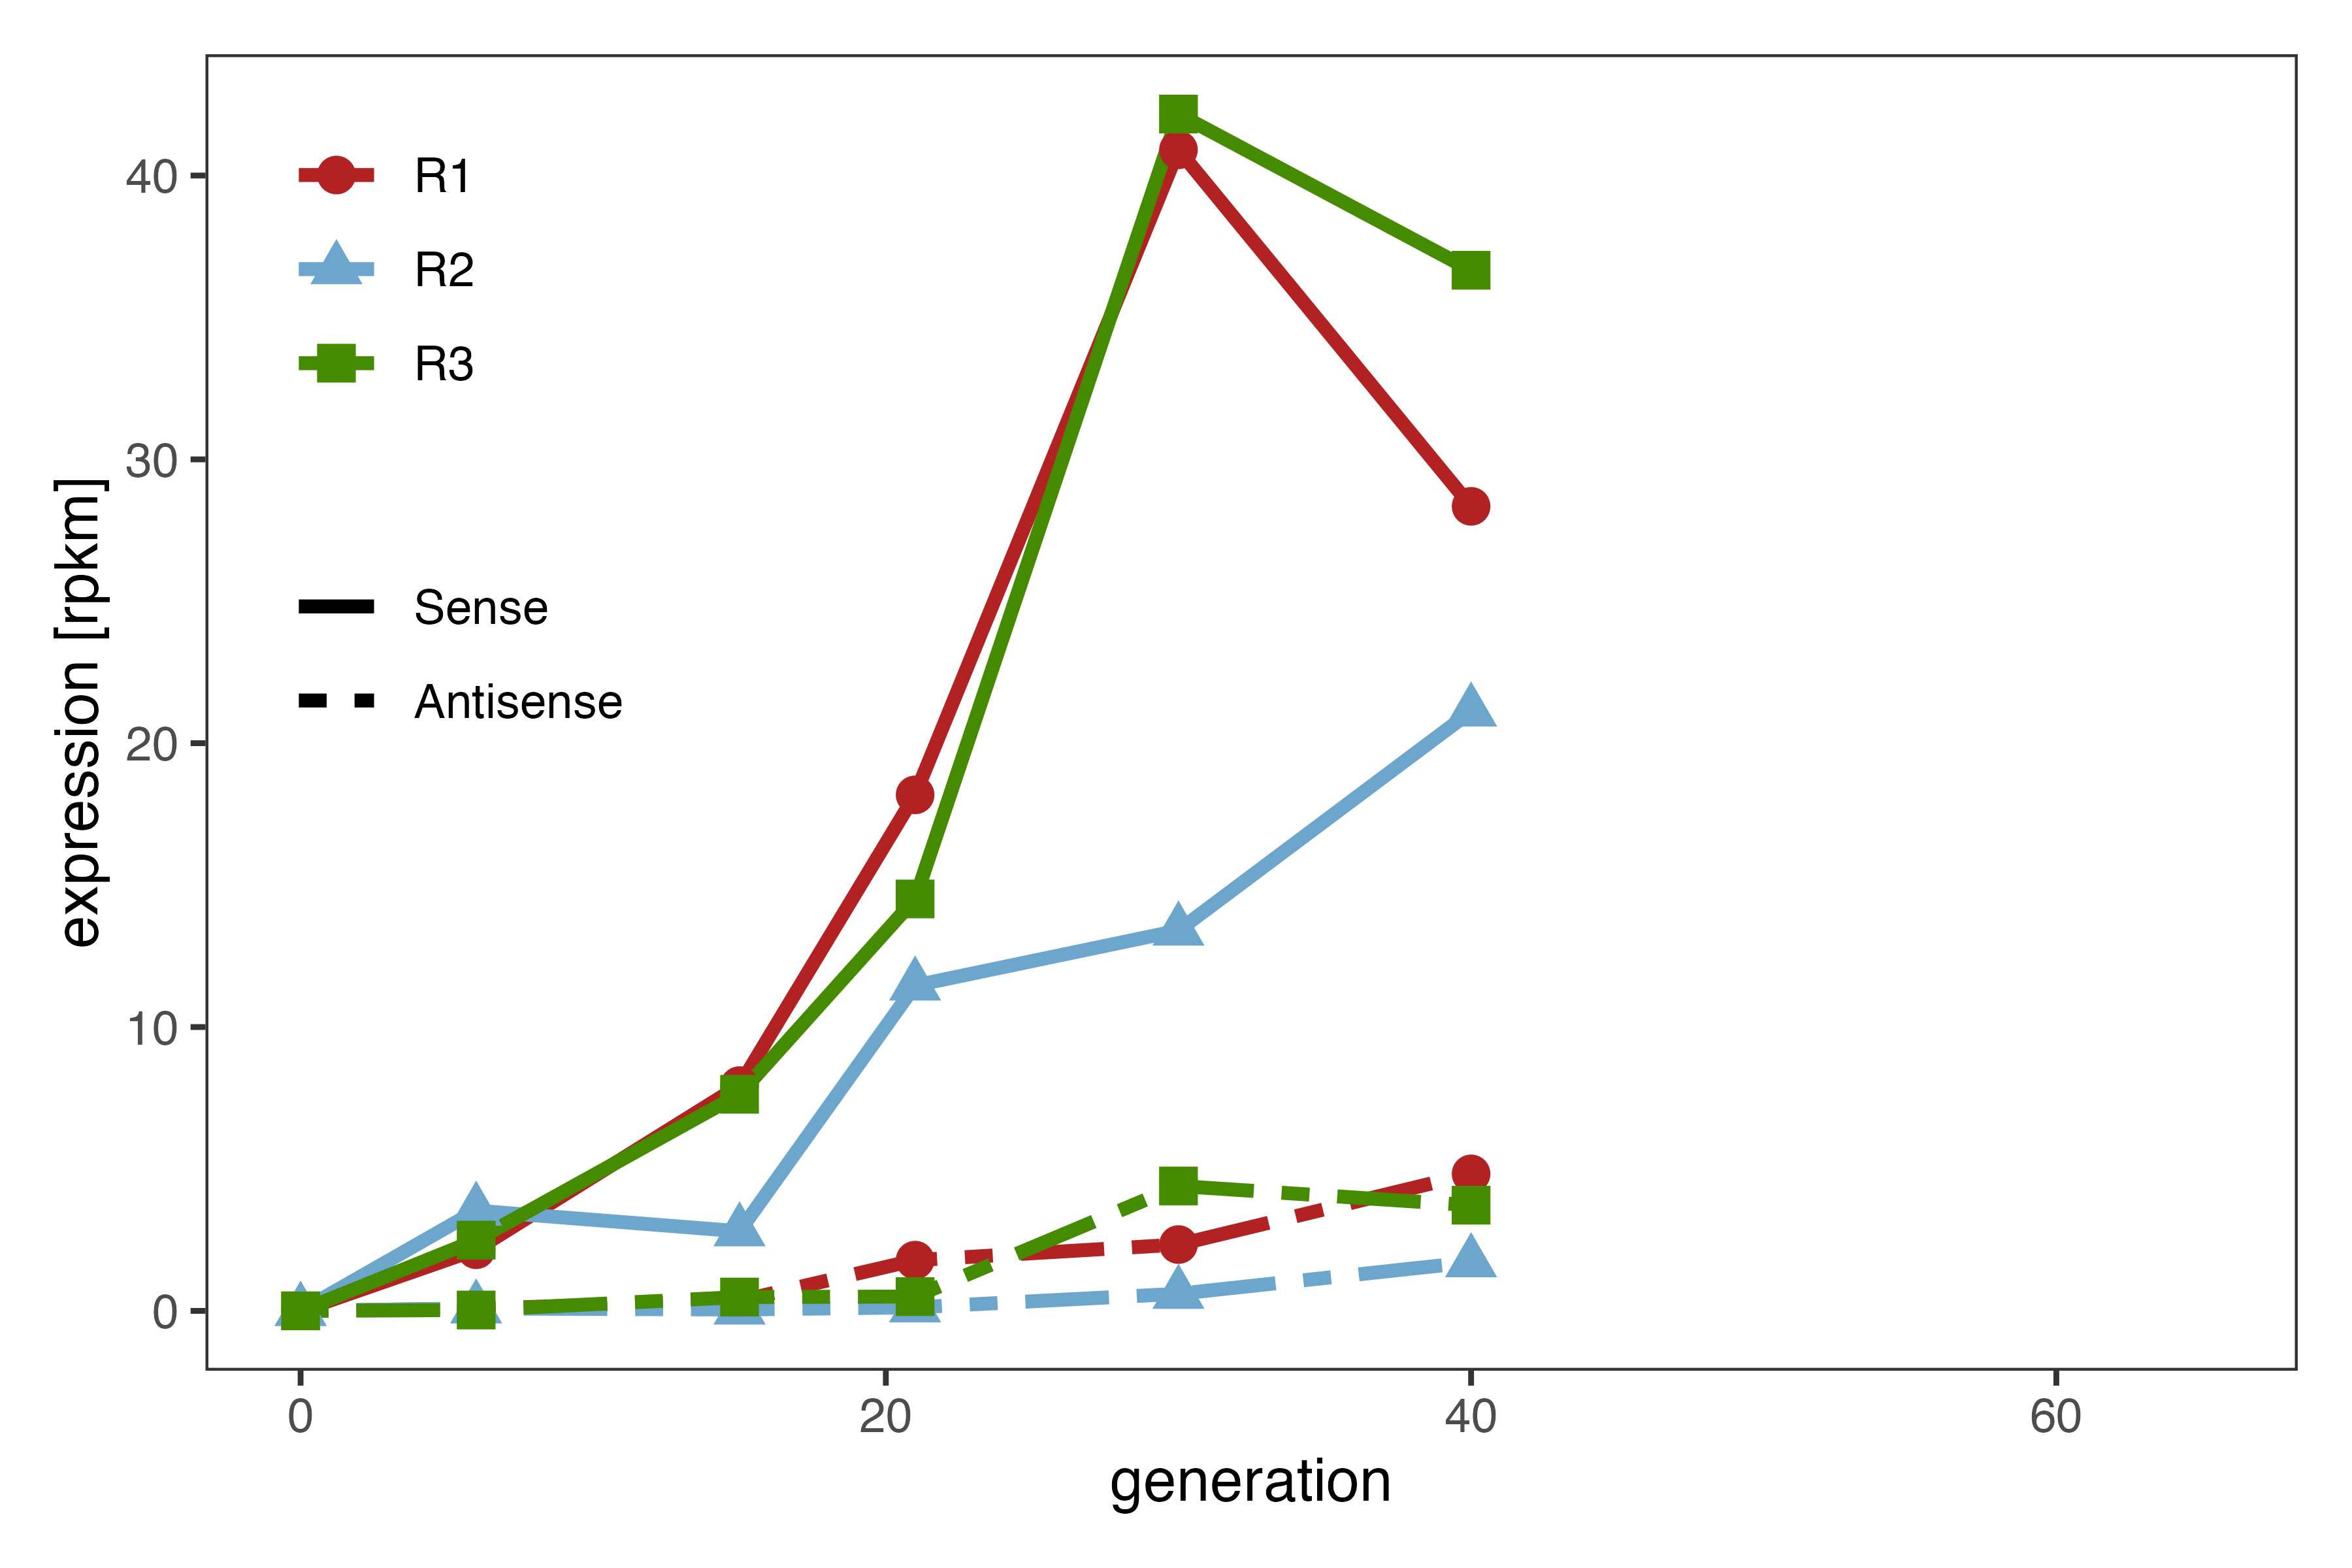 40
30
20
10
0
expression [rpkm]
R1
R2
R3
Sense
Antisense
0 20 40 60
generation